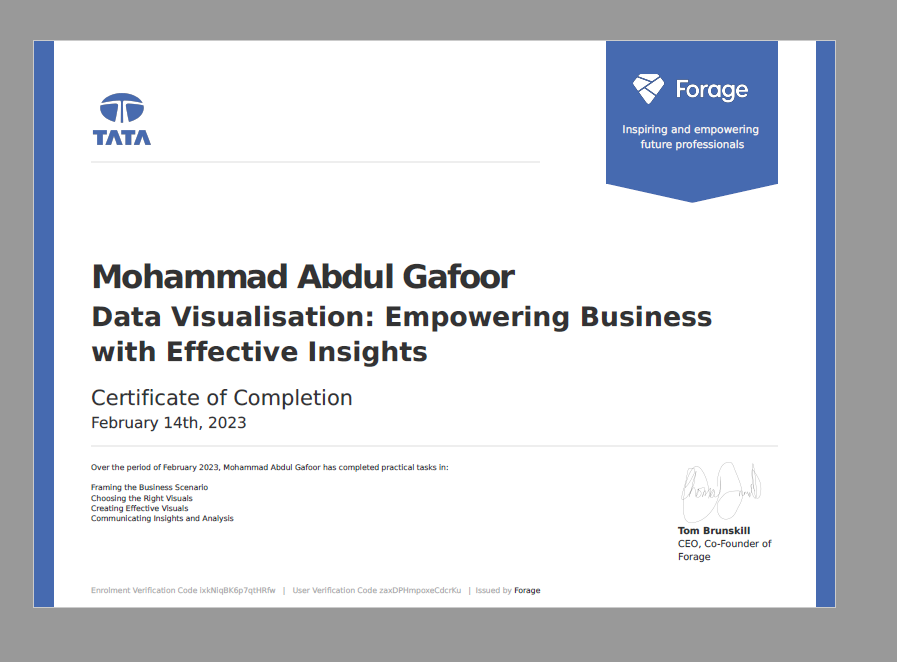 TATA
Forage
Inspiring and empowering
future professionals
Mohammad Abdul Gafoor
Data Visualisation: Empowering Business
with Effective Insights
Certificate of Completion
February 14th, 2023
Over the period of February 2023, Mohammad Abdul Gafoor has completed practical tasks in:
Framing the Business Scenario
Choosing the Right Visuals
Creating Effective Visuals
Communicating Insights and Analysis
Tom Brunskill
CEO, Co-Founder of
Forage
Enrolment Verification Code | User Verification Code | Issued by Forage